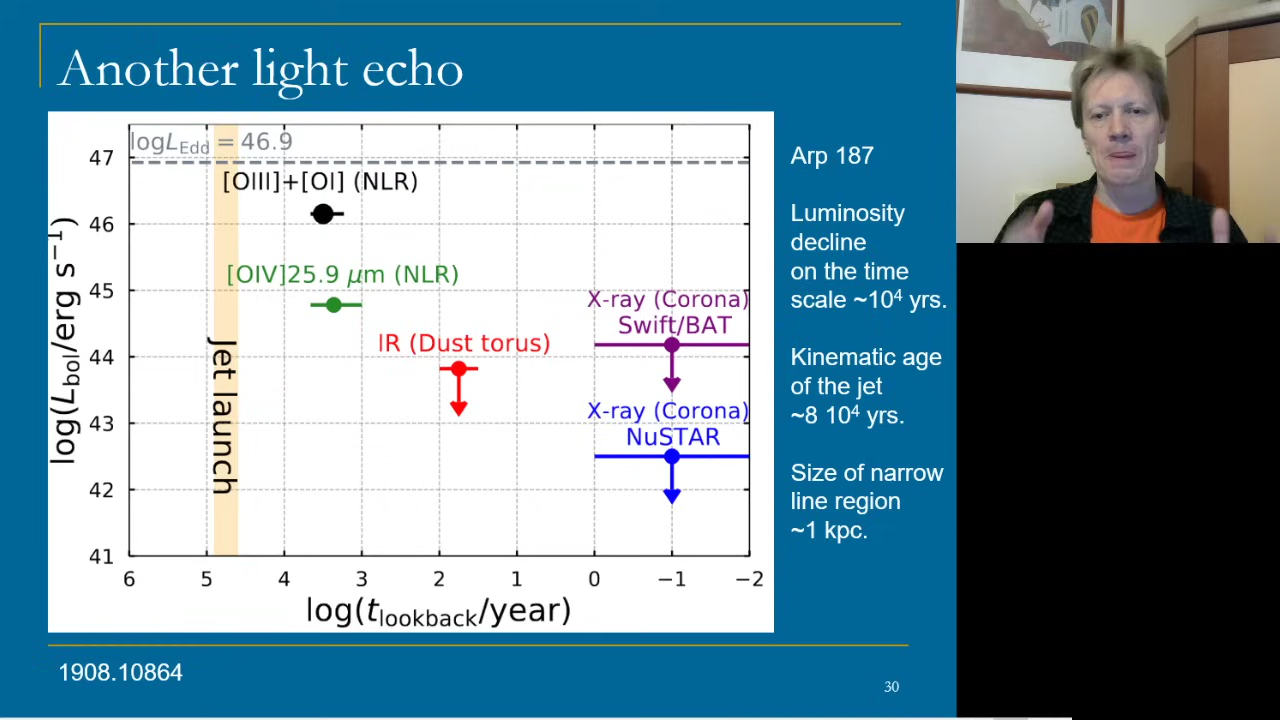 Another light echo
logL_Edd = 46.9
[OIII]+[OI] (NLR)
[OIV]25.9 μm (NLR)
IR (Dust torus)
X-ray (Corona)
Swift/BAT
X-ray (Corona)
NuSTAR
Jet launch
log(L_bol/erg s⁻¹)
47
46
45
44
43
42
41
6 5 4 3 2 1 0 −1 −2
log(t_lookback/year)
Arp 187
Luminosity
decline
on the time
scale ~10⁴ yrs.
Kinematic age
of the jet
~8 10⁴ yrs.
Size of narrow
line region
~1 kpc.
1908.10864
30